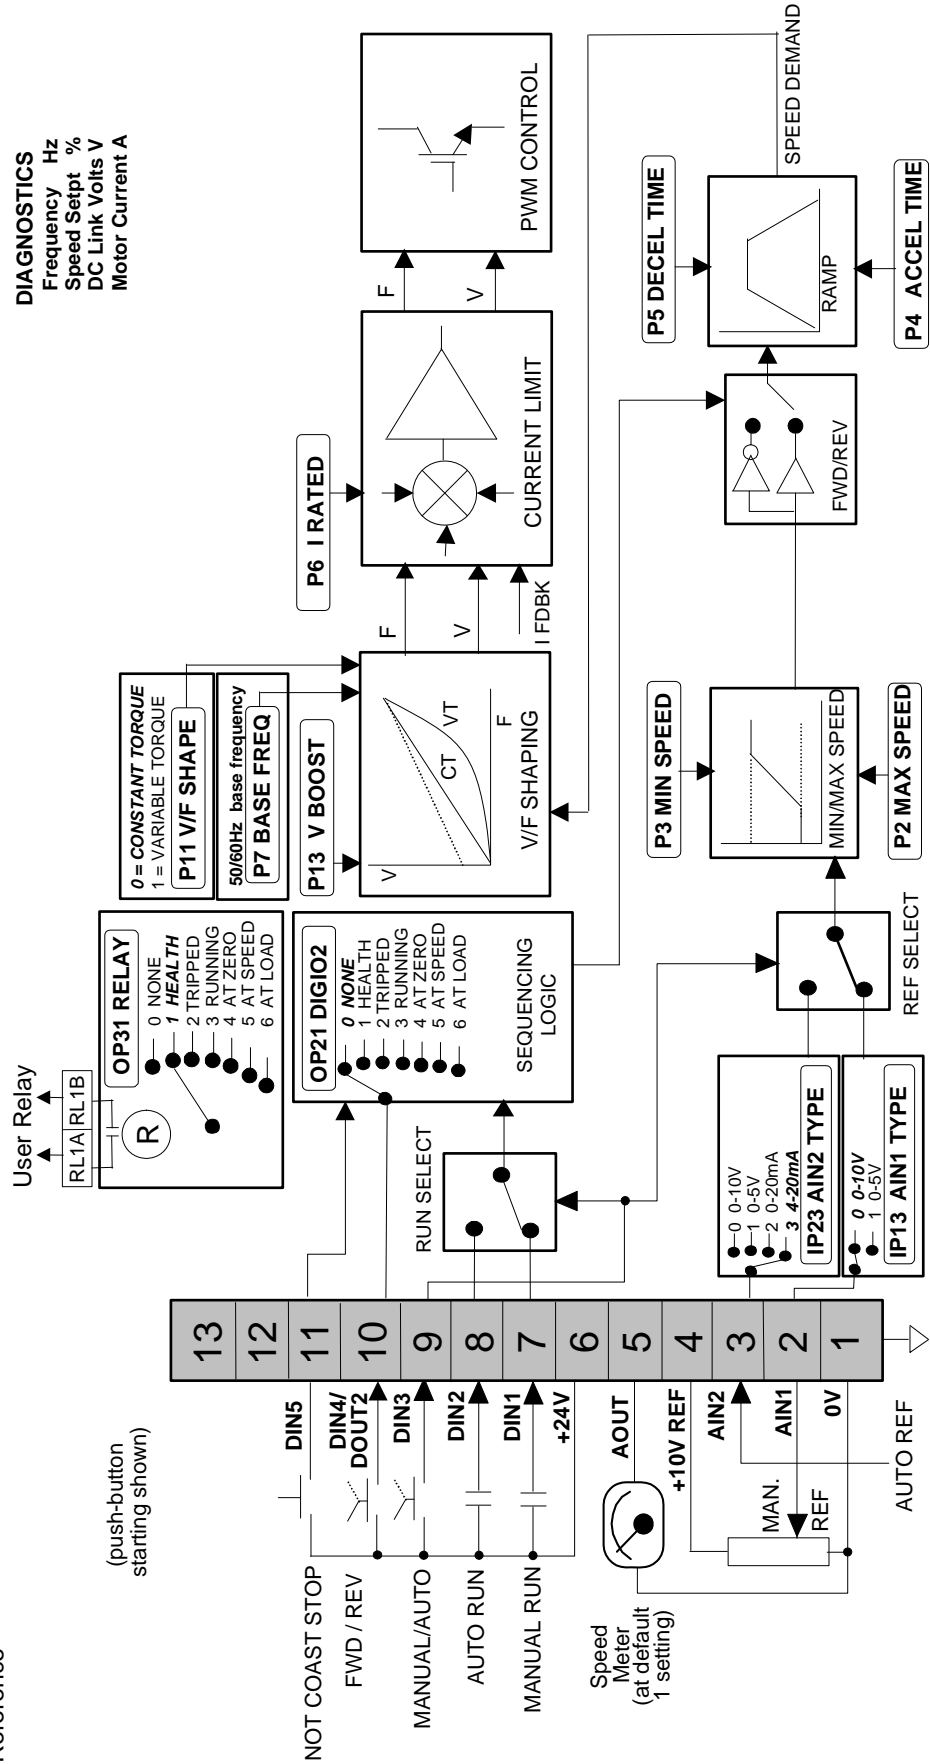 Reference
(push-button
starting shown)
NOT COAST STOP
FWD / REV
MANUAL/AUTO
AUTO RUN
MANUAL RUN
Speed
Meter
(at default
1 setting)
MAN.
REF
AUTO REF
DIN5
DIN4/
DOUT2
DIN3
DIN2
DIN1
+24V
AOUT
+10V REF
AIN2
AIN1
0V
13
12
11
10
9
8
7
6
5
4
3
2
1
User Relay
RL1A
RL1B
R
OP31 RELAY
0 NONE
1 HEALTH
2 TRIPPED
3 RUNNING
4 AT ZERO
5 AT SPEED
6 AT LOAD
OP21 DIGIO2
0 NONE
1 HEALTH
2 TRIPPED
3 RUNNING
4 AT ZERO
5 AT SPEED
6 AT LOAD
SEQUENCING
LOGIC
RUN SELECT
0 0-10V
1 0-5V
2 0-20mA
3 4-20mA
IP23 AIN2 TYPE
0 0-10V
1 0-5V
IP13 AIN1 TYPE
REF SELECT
0 = CONSTANT TORQUE
1 = VARIABLE TORQUE
P11 V/F SHAPE
50/60Hz base frequency
P7 BASE FREQ
P13 V BOOST
V
CT
VT
F
V/F SHAPING
P3 MIN SPEED
MIN/MAX SPEED
P2 MAX SPEED
F
V
I FDBK
P6 I RATED
CURRENT LIMIT
FWD/REV
F
V
P5 DECEL TIME
RAMP
P4 ACCEL TIME
SPEED DEMAND
PWM CONTROL
DIAGNOSTICS
Frequency Hz
Speed Setpt %
DC Link Volts V
Motor Current A